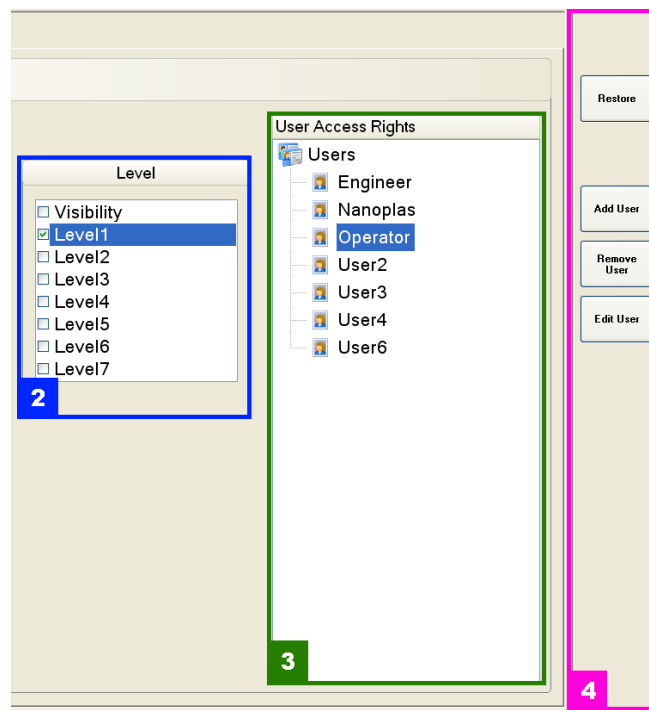 Level
Visibility
Level1
Level2
Level3
Level4
Level5
Level6
Level7
2
User Access Rights
Users
Engineer
Nanoplas
Operator
User2
User3
User4
User6
3
Restore
Add User
Remove
User
Edit User
4